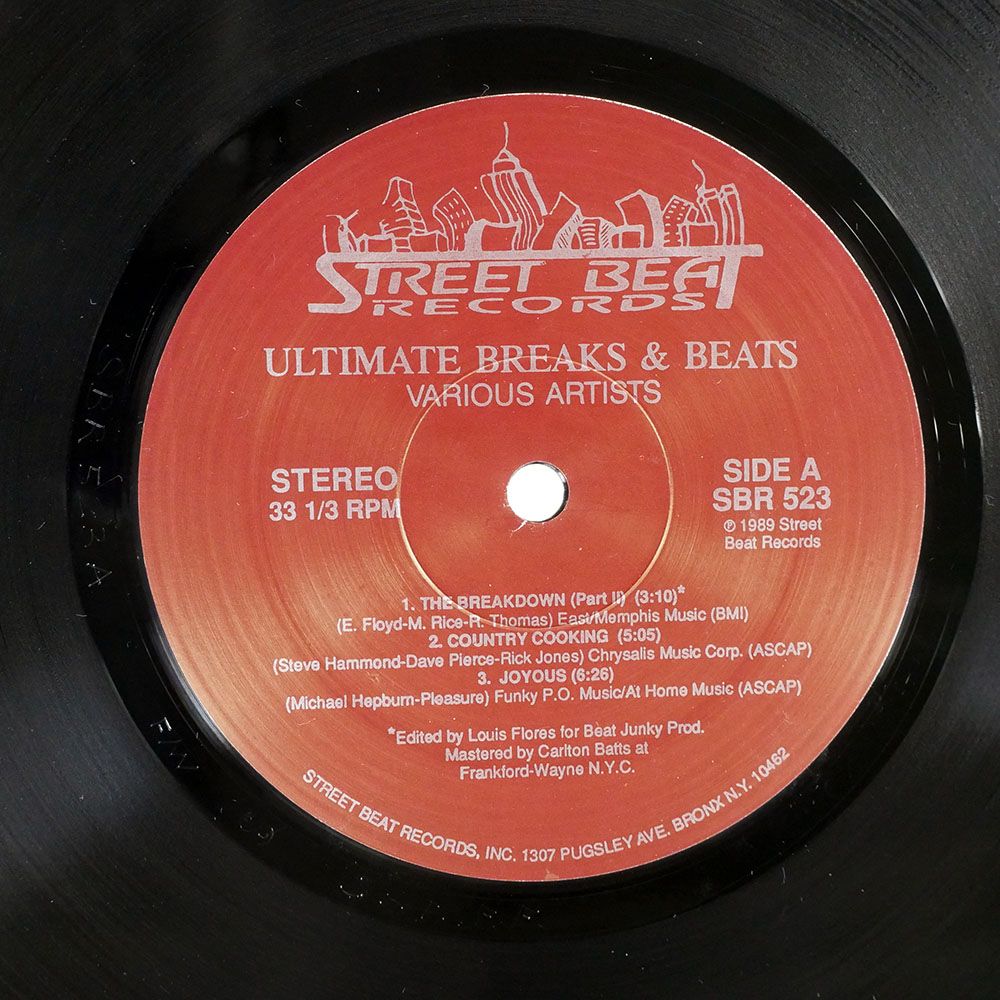 STREET BEAT
RECORDS
ULTIMATE BREAKS & BEATS
VARIOUS ARTISTS
STEREO
33 1/3 RPM
SIDE A
SBR 523
℗ 1989 Street
Beat Records
1. THE BREAKDOWN (Part II) (3:10)*
(E. Floyd-M. Rice-R. Thomas) East/Memphis Music (BMI)
2. COUNTRY COOKING (5:05)
(Steve Hammond-Dave Pierce-Rick Jones) Chrysalis Music Corp. (ASCAP)
3. JOYOUS (6:26)
(Michael Hepburn-Pleasure) Funky P.O. Music/At Home Music (ASCAP)
*Edited by Louis Flores for Beat Junky Prod.
Mastered by Carlton Batts at
Frankford-Wayne N.Y.C.
STREET BEAT RECORDS, INC. 1307 PUGSLEY AVE. BRONX N.Y. 10462